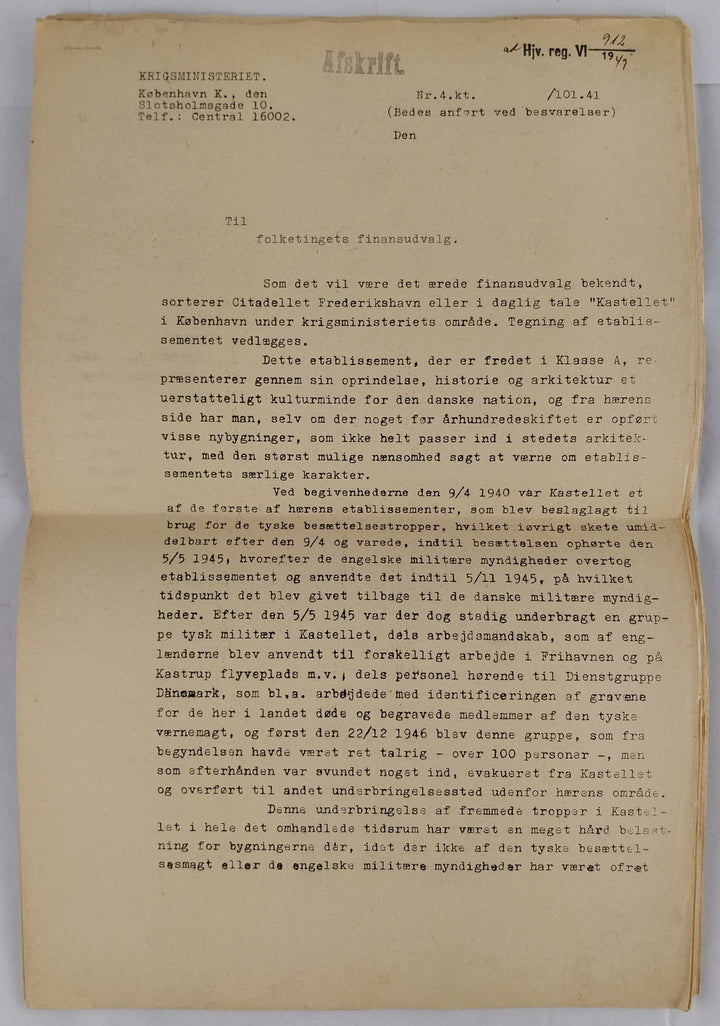 Afskrift.
ad Hjv. reg. VI 912
1947
KRIGSMINISTERIET.
København K., den
Slotsholmsgade 10.
Telf.: Central 16002.
Nr.4.kt. /101.41
(Bedes anført ved besvarelser)
Den
Til
folketingets finansudvalg.
Som det vil være det ærede finansudvalg bekendt,
sorterer Citadellet Frederikshavn eller i daglig tale "Kastellet"
i København under krigsministeriets område. Tegning af etablis-
sementet vedlægges.
Dette etablissement, der er fredet i Klasse A, re-
præsenterer gennem sin oprindelse, historie og arkitektur et
uerstatteligt kulturminde for den danske nation, og fra hærens
side har man, selv om der noget før århundredeskiftet er opført
visse nybygninger, som ikke helt passer ind i stedets arkitek-
tur, med den størst mulige nænsomhed søgt at værne om etablis-
sementets særlige karakter.
Ved begivenhederne den 9/4 1940 var Kastellet et
af de første af hærens etablissementer, som blev beslaglagt til
brug for de tyske besættelsestropper, hvilket iøvrigt skete umid-
delbart efter den 9/4 og varede, indtil besættelsen ophørte den
5/5 1945, hvorefter de engelske militære myndigheder overtog
etablissementet og anvendte det indtil 5/11 1945, på hvilket
tidspunkt det blev givet tilbage til de danske militære myndig-
heder. Efter den 5/5 1945 var der dog stadig underbragt en grup-
pe tysk militær i Kastellet, dels arbejdsmandskab, som af eng-
lænderne blev anvendt til forskelligt arbejde i Frihavnen og på
Kastrup flyveplads m.v., dels personel hørende til Dienstgruppe
Dänemark, som bl.a. arbejdede med identificeringen af gravene
for de her i landet døde og begravede medlemmer af den tyske
værnemagt, og først den 22/12 1946 blev denne gruppe, som fra
begyndelsen havde været ret talrig - over 100 personer -, men
som efterhånden var svundet noget ind, evakueret fra Kastellet
og overført til andet underbringelsessted udenfor hærens område.
Denne underbringelse af fremmede tropper i Kastel-
let i hele det omhandlede tidsrum har været en meget hård belast-
ning for bygningerne dér, idet der ikke af den tyske besættel-
sesmagt eller de engelske militære myndigheder har været ofret